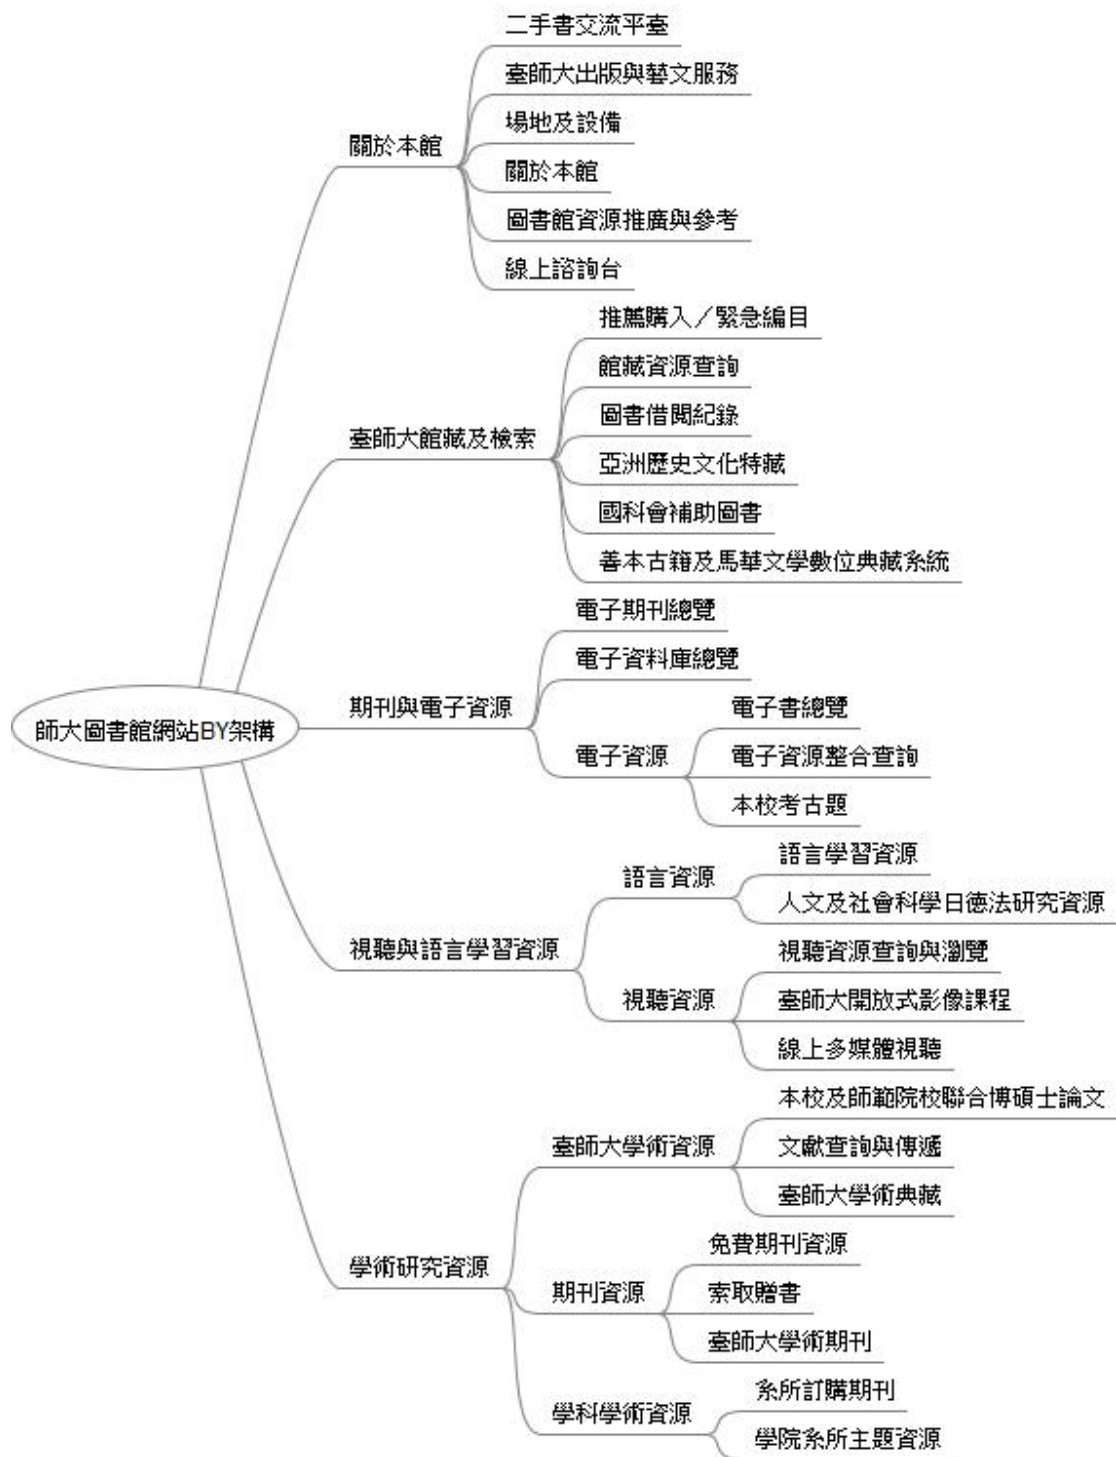 師大圖書館網站BY架構
關於本館
二手書交流平臺
臺師大出版與藝文服務
場地及設備
關於本館
圖書館資源推廣與參考
線上諮詢台
臺師大館藏及檢索
推薦購入／緊急編目
館藏資源查詢
圖書借閱紀錄
亞洲歷史文化特藏
國科會補助圖書
善本古籍及馬華文學數位典藏系統
期刊與電子資源
電子期刊總覽
電子資料庫總覽
電子資源
電子書總覽
電子資源整合查詢
本校考古題
視聽與語言學習資源
語言資源
語言學習資源
人文及社會科學日德法研究資源
視聽資源
視聽資源查詢與瀏覽
臺師大開放式影像課程
線上多媒體視聽
學術研究資源
臺師大學術資源
本校及師範院校聯合博碩士論文
文獻查詢與傳遞
臺師大學術典藏
期刊資源
免費期刊資源
索取贈書
臺師大學術期刊
學科學術資源
系所訂購期刊
學院系所主題資源